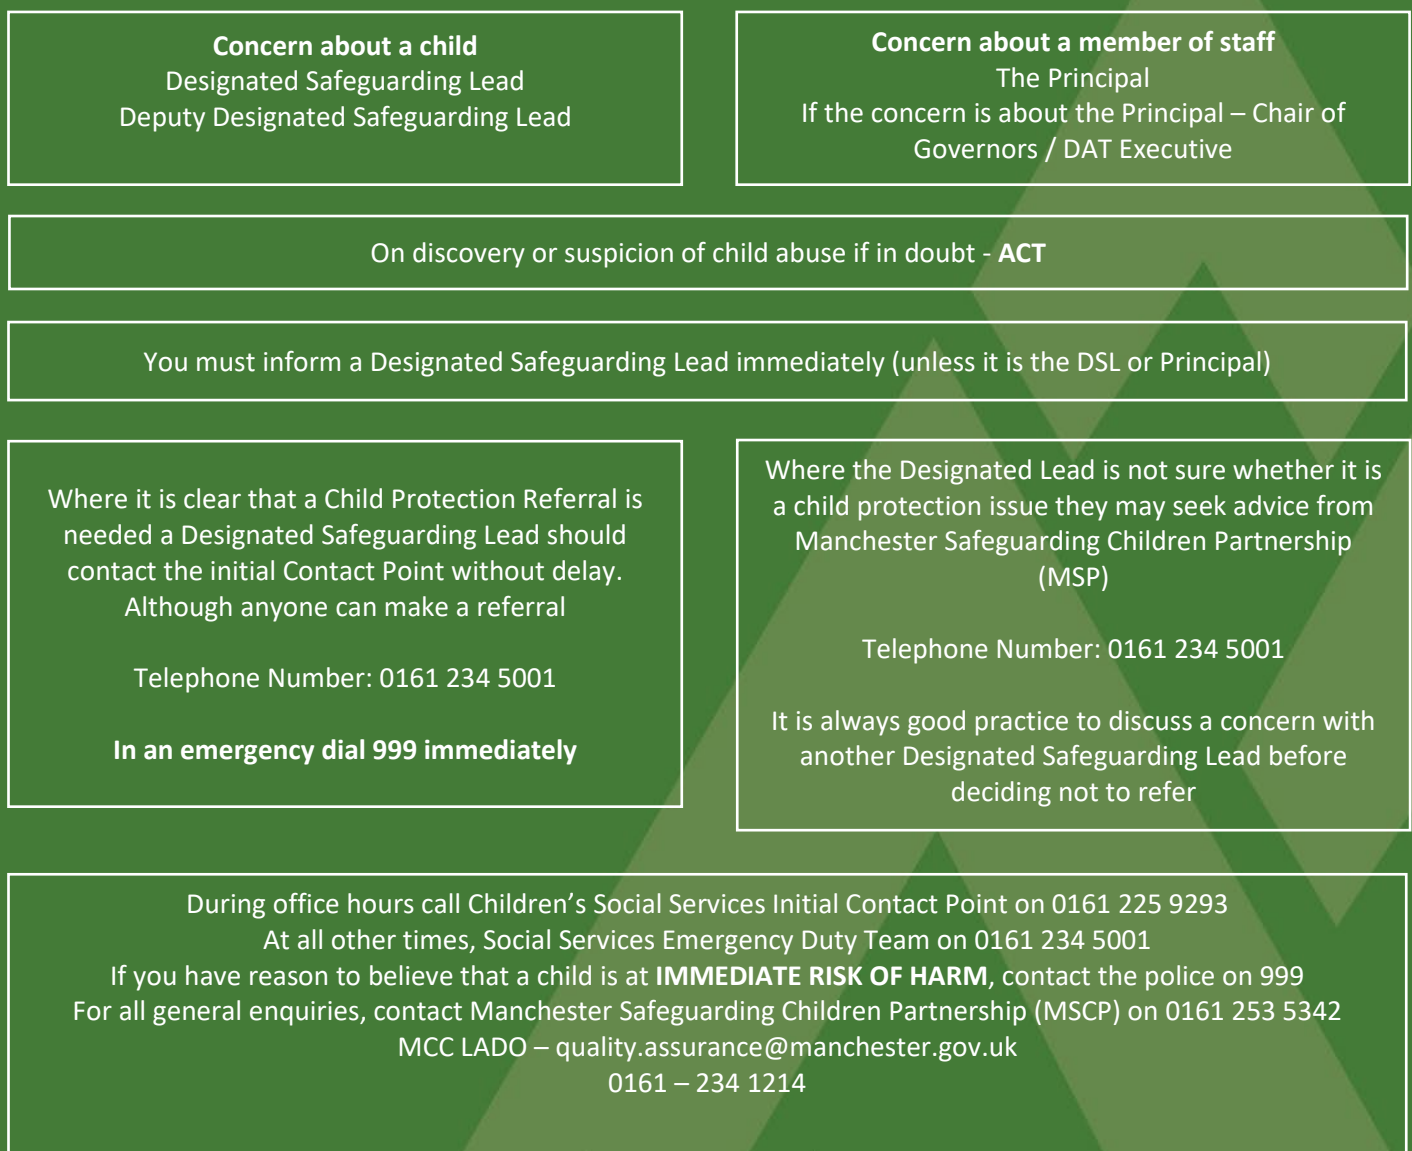 Concern about a child
Designated Safeguarding Lead
Deputy Designated Safeguarding Lead
Concern about a member of staff
The Principal
If the concern is about the Principal – Chair of
Governors / DAT Executive
On discovery or suspicion of child abuse if in doubt - ACT
You must inform a Designated Safeguarding Lead immediately (unless it is the DSL or Principal)
Where it is clear that a Child Protection Referral is
needed a Designated Safeguarding Lead should
contact the initial Contact Point without delay.
Although anyone can make a referral
Telephone Number: 0161 234 5001
In an emergency dial 999 immediately
Where the Designated Lead is not sure whether it is
a child protection issue they may seek advice from
Manchester Safeguarding Children Partnership
(MSP)
Telephone Number: 0161 234 5001
It is always good practice to discuss a concern with
another Designated Safeguarding Lead before
deciding not to refer
During office hours call Children’s Social Services Initial Contact Point on 0161 225 9293
At all other times, Social Services Emergency Duty Team on 0161 234 5001
If you have reason to believe that a child is at IMMEDIATE RISK OF HARM, contact the police on 999
For all general enquiries, contact Manchester Safeguarding Children Partnership (MSCP) on 0161 253 5342
MCC LADO – quality.assurance@manchester.gov.uk
0161 – 234 1214